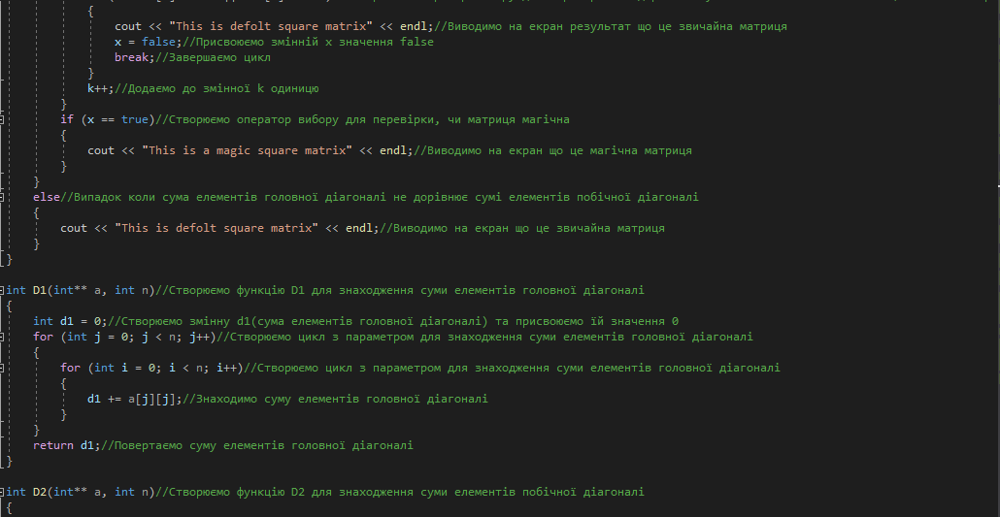 {
cout << "This is defolt square matrix" << endl;//Виводимо на екран результат що це звичайна матриця
x = false;//Присвоюємо змінній x значення false
break;//Завершаємо цикл
}
k++;//Додаємо до змінної k одиницю
}
if (x == true)//Створюємо оператор вибору для перевірки, чи матриця магічна
{
cout << "This is a magic square matrix" << endl;//Виводимо на екран що це магічна матриця
}
}
else//Випадок коли сума елементів головної діагоналі не дорівнює сумі елементів побічної діагоналі
{
cout << "This is defolt square matrix" << endl;//Виводимо на екран що це звичайна матриця
}
}
int D1(int** a, int n)//Створюємо функцію D1 для знаходження суми елементів головної діагоналі
{
int d1 = 0;//Створюємо змінну d1(сума елементів головної діагоналі) та присвоюємо їй значення 0
for (int j = 0; j < n; j++)//Створюємо цикл з параметром для знаходження суми елементів головної діагоналі
{
for (int i = 0; i < n; i++)//Створюємо цикл з параметром для знаходження суми елементів головної діагоналі
{
d1 += a[j][j];//Знаходимо суму елементів головної діагоналі
}
}
return d1;//Повертаємо суму елементів головної діагоналі
}
int D2(int** a, int n)//Створюємо функцію D2 для знаходження суми елементів побічної діагоналі
{